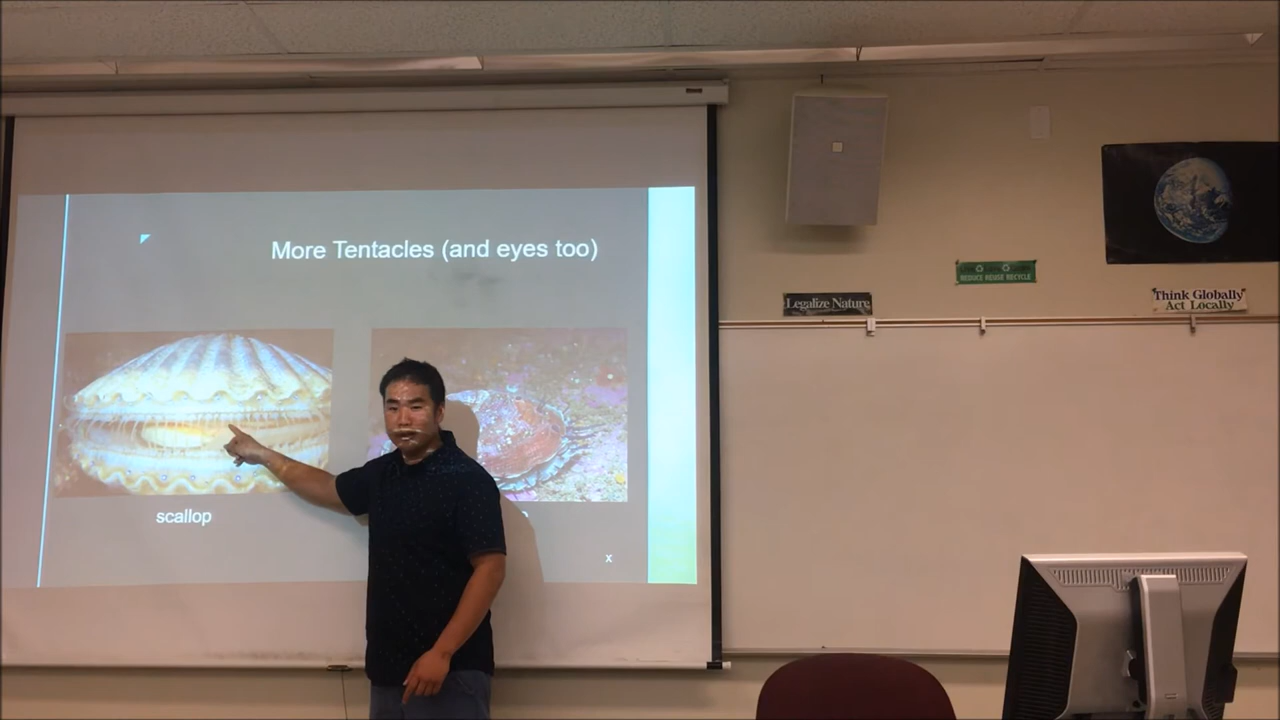 More Tentacles (and eyes too)
scallop
x
Legalize Nature
REDUCE REUSE RECYCLE
Think Globally
Act Locally